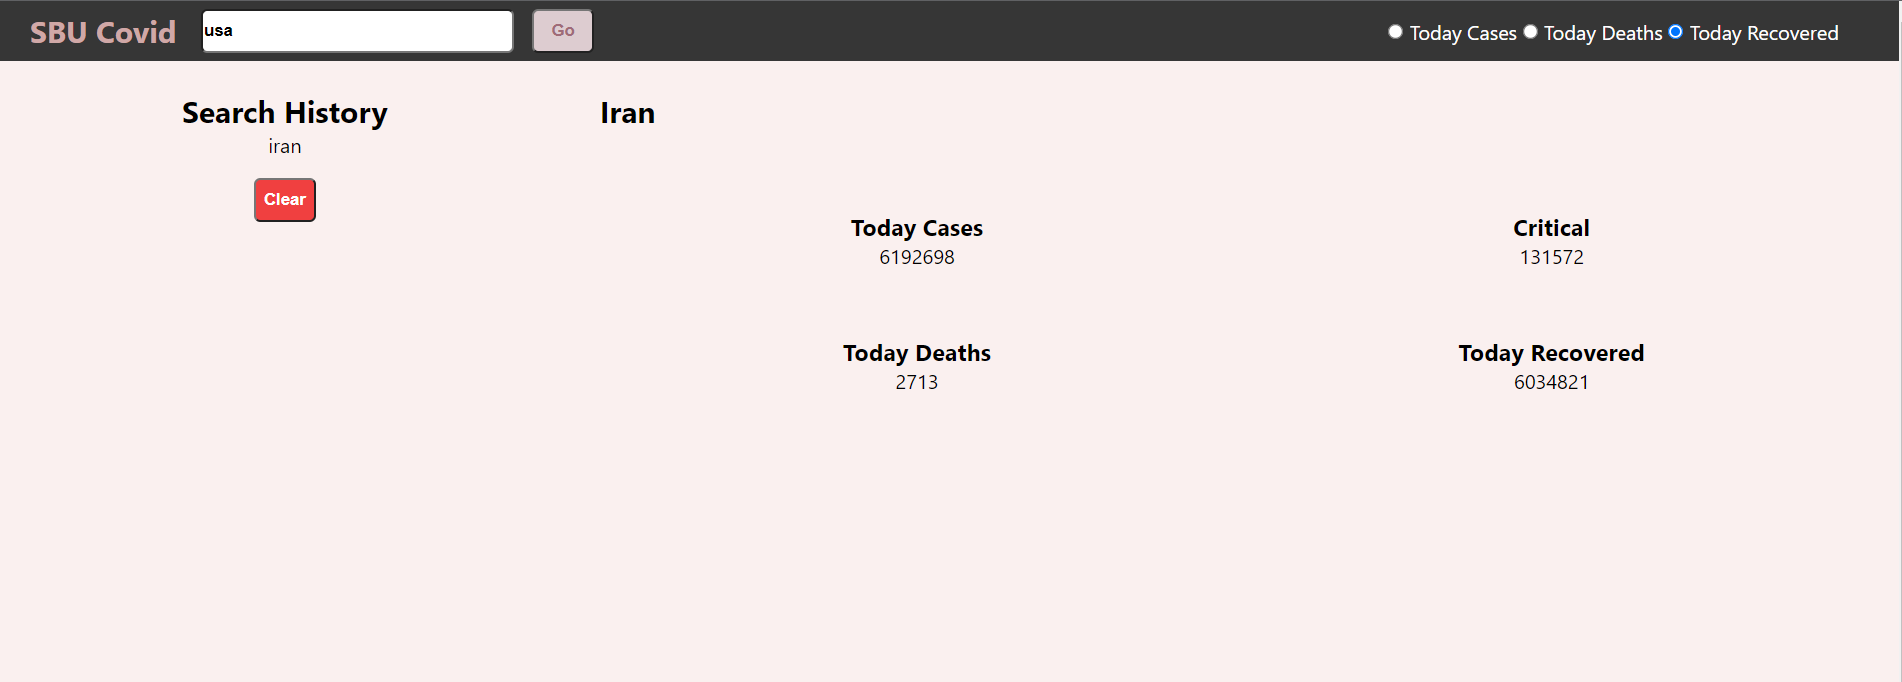 SBU Covid usa Go Today Cases Today Deaths Today Recovered
Search History
iran
Clear
Iran
Today Cases
6192698
Critical
131572
Today Deaths
2713
Today Recovered
6034821